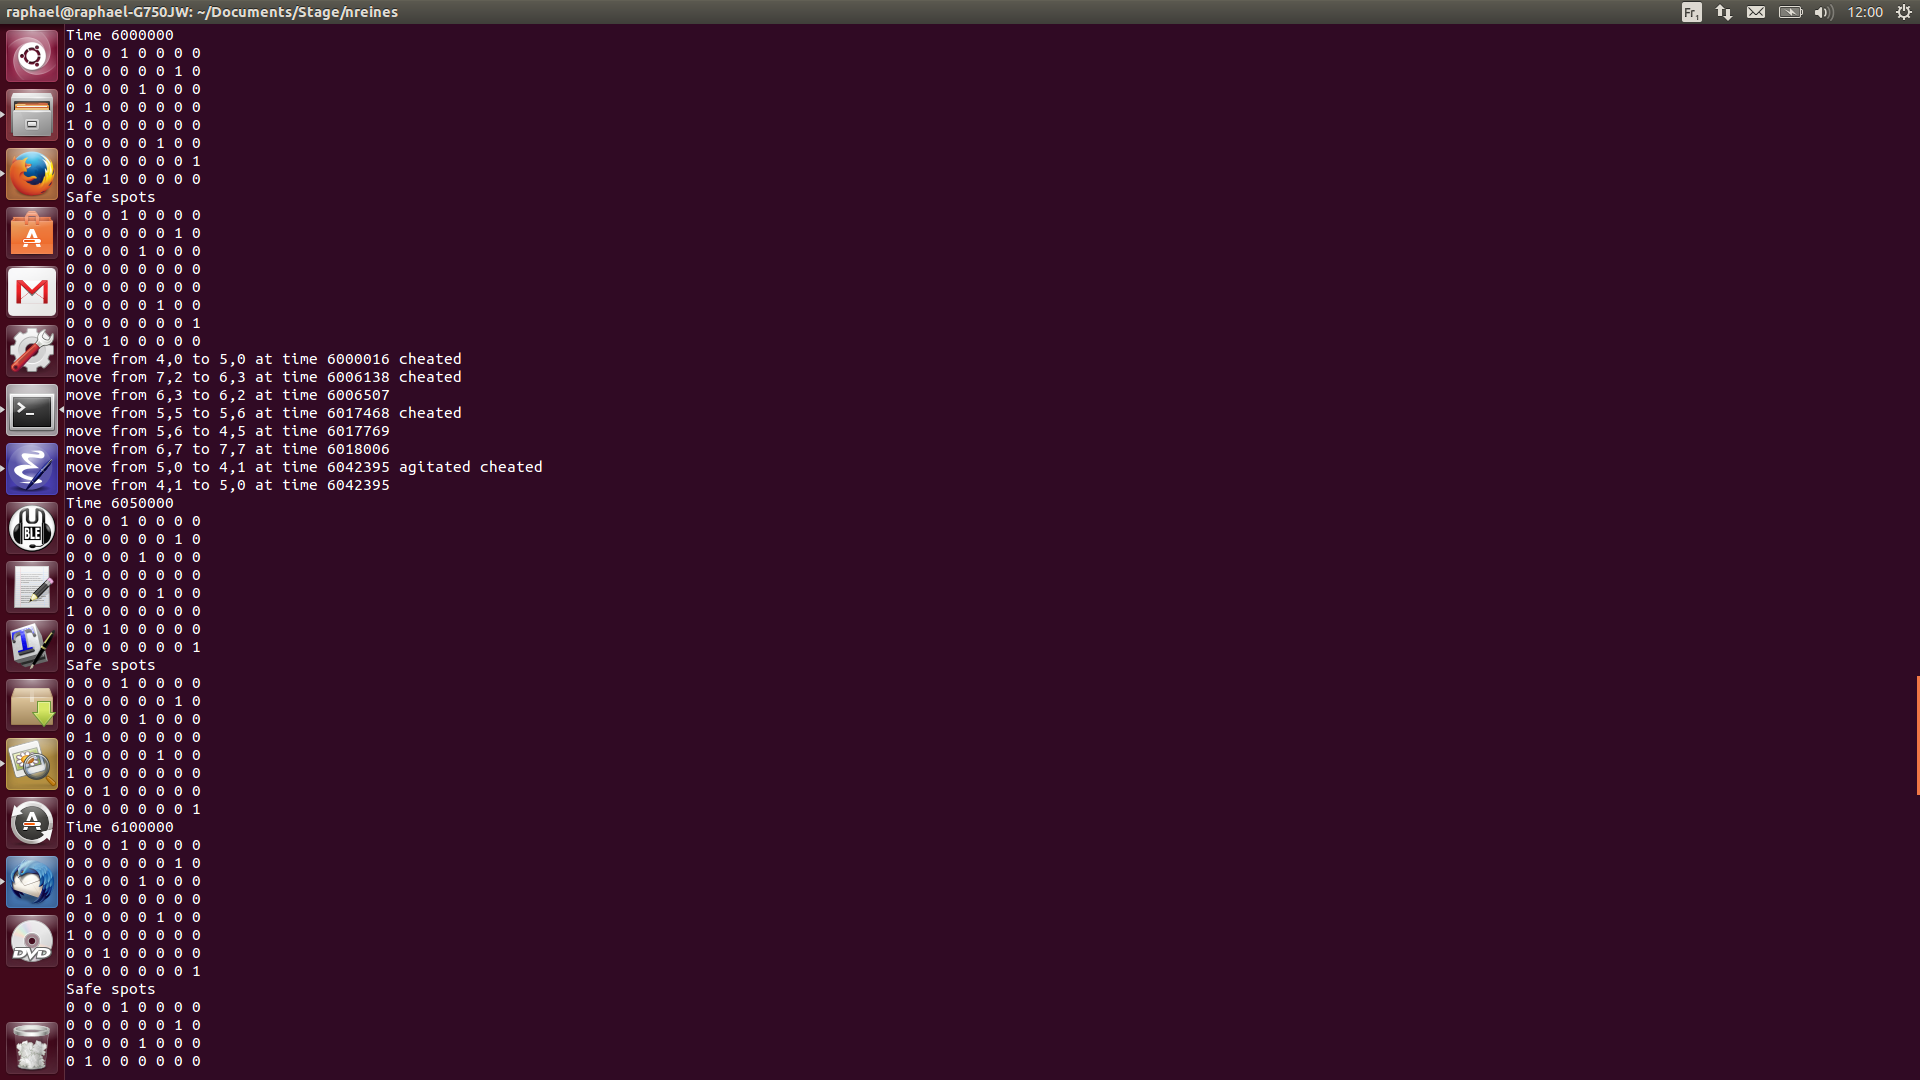 raphael@raphael-G750JW: ~/Documents/Stage/nreines
Fr1
12:00
Time 6000000
0 0 0 1 0 0 0 0
0 0 0 0 0 0 1 0
0 0 0 0 1 0 0 0
0 1 0 0 0 0 0 0
1 0 0 0 0 0 0 0
0 0 0 0 0 1 0 0
0 0 0 0 0 0 0 1
0 0 1 0 0 0 0 0
Safe spots
0 0 0 1 0 0 0 0
0 0 0 0 0 0 1 0
0 0 0 0 1 0 0 0
0 0 0 0 0 0 0 0
0 0 0 0 0 0 0 0
0 0 0 0 0 1 0 0
0 0 0 0 0 0 0 1
0 0 1 0 0 0 0 0
move from 4,0 to 5,0 at time 6000016 cheated
move from 7,2 to 6,3 at time 6006138 cheated
move from 6,3 to 6,2 at time 6006507
move from 5,5 to 5,6 at time 6017468 cheated
move from 5,6 to 4,5 at time 6017769
move from 6,7 to 7,7 at time 6018006
move from 5,0 to 4,1 at time 6042395 agitated cheated
move from 4,1 to 5,0 at time 6042395
Time 6050000
0 0 0 1 0 0 0 0
0 0 0 0 0 0 1 0
0 0 0 0 1 0 0 0
0 1 0 0 0 0 0 0
0 0 0 0 0 1 0 0
1 0 0 0 0 0 0 0
0 0 1 0 0 0 0 0
0 0 0 0 0 0 0 1
Safe spots
0 0 0 1 0 0 0 0
0 0 0 0 0 0 1 0
0 0 0 0 1 0 0 0
0 1 0 0 0 0 0 0
0 0 0 0 0 1 0 0
1 0 0 0 0 0 0 0
0 0 1 0 0 0 0 0
0 0 0 0 0 0 0 1
Time 6100000
0 0 0 1 0 0 0 0
0 0 0 0 0 0 1 0
0 0 0 0 1 0 0 0
0 1 0 0 0 0 0 0
0 0 0 0 0 1 0 0
1 0 0 0 0 0 0 0
0 0 1 0 0 0 0 0
0 0 0 0 0 0 0 1
Safe spots
0 0 0 1 0 0 0 0
0 0 0 0 0 0 1 0
0 0 0 0 1 0 0 0
0 1 0 0 0 0 0 0
UBLE
DVD